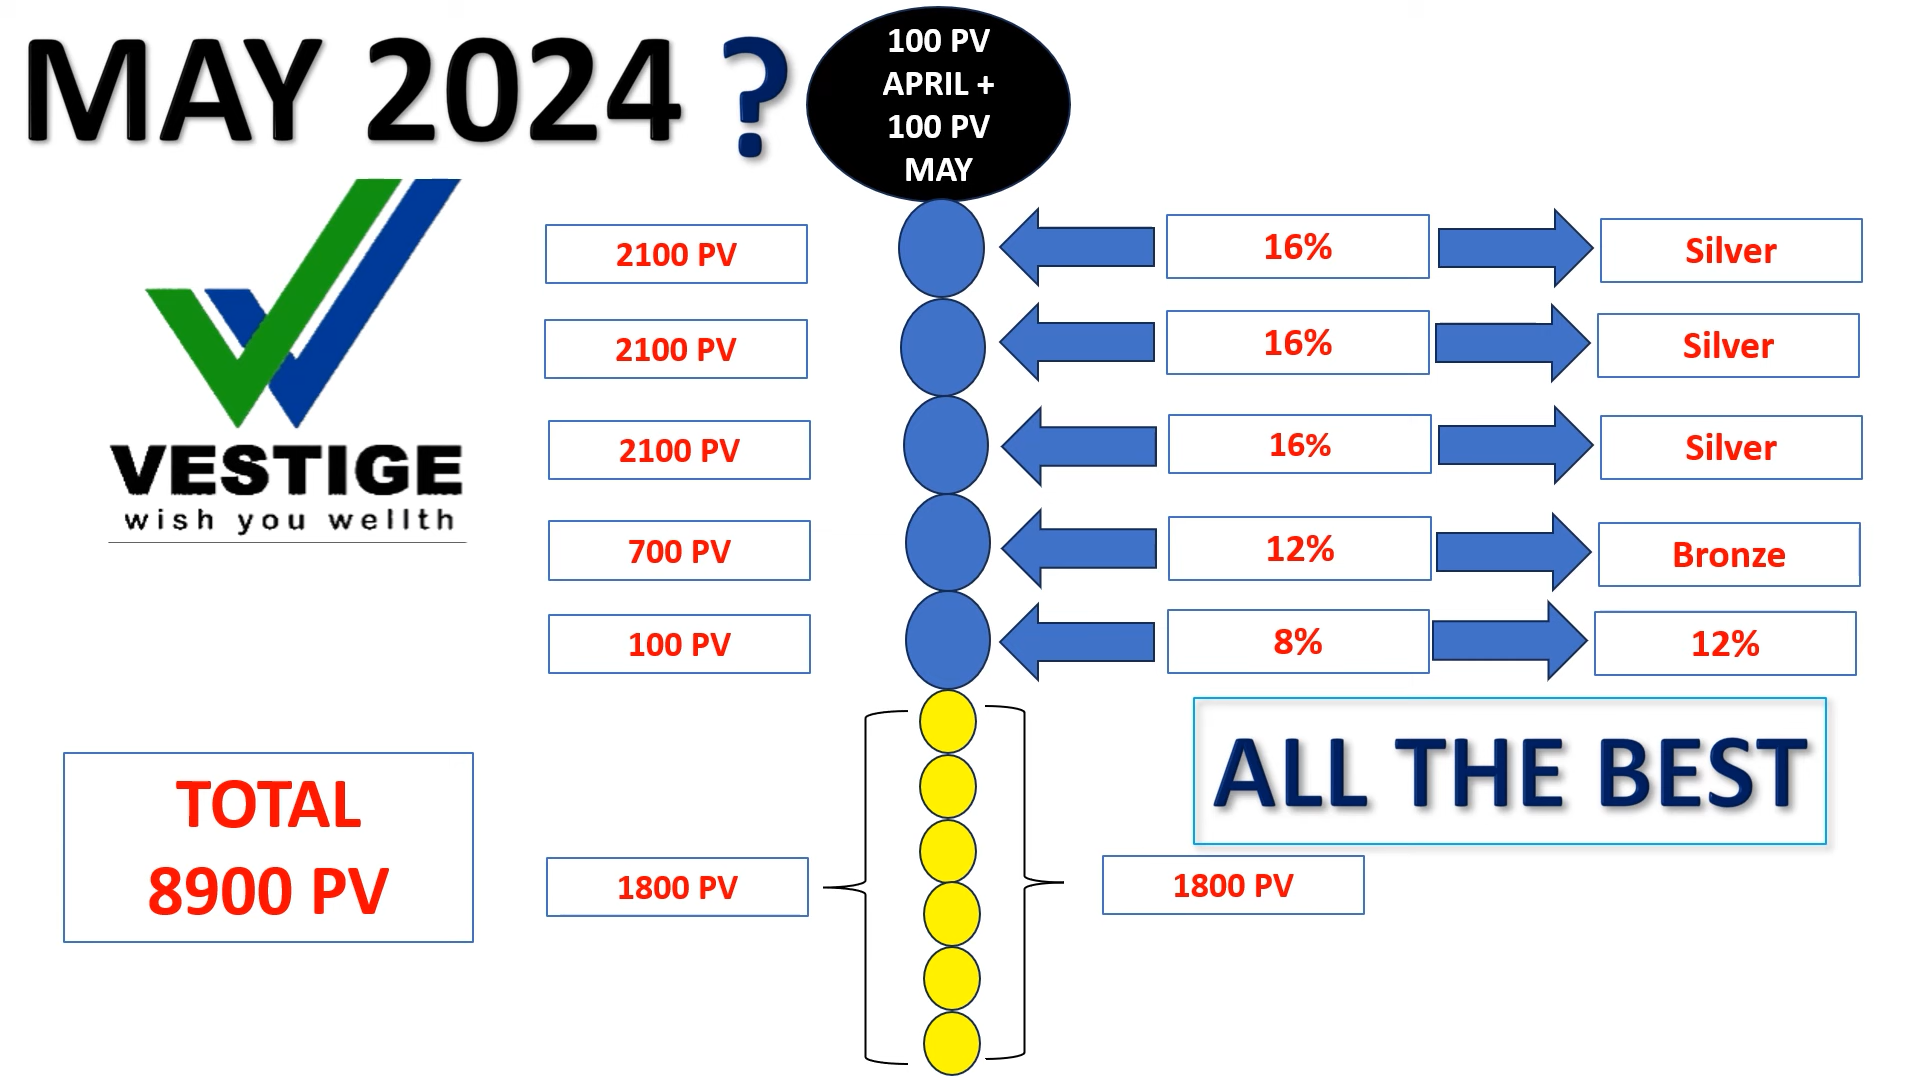 MAY 2024 ?
100 PV
APRIL +
100 PV
MAY
VESTIGE
wish you wellth
2100 PV
16%
Silver
2100 PV
16%
Silver
2100 PV
16%
Silver
700 PV
12%
Bronze
100 PV
8%
12%
ALL THE BEST
TOTAL
8900 PV
1800 PV
1800 PV